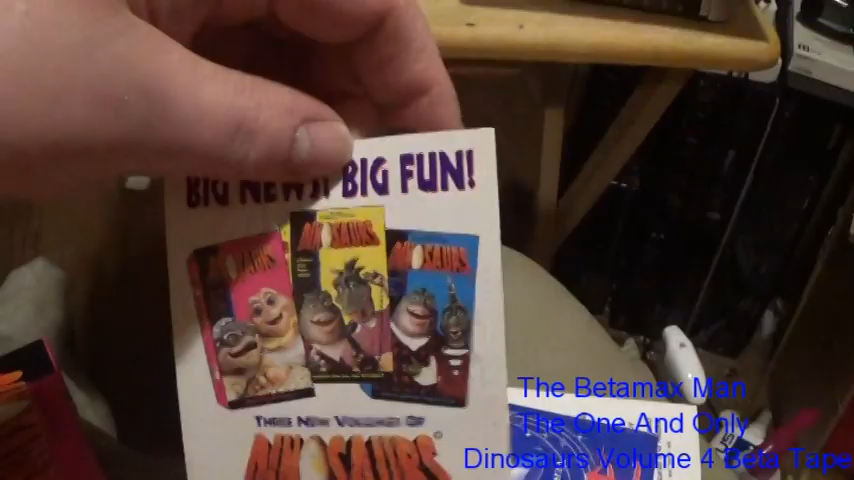 BIG NEWS! BIG FUN!
DINOSAURS
DINOSAURS
DINOSAURS
THREE NEW VOLUMES OF
DINOSAURS®
The Betamax Man
The One And Only
Dinosaurs Volume 4 Beta Tape